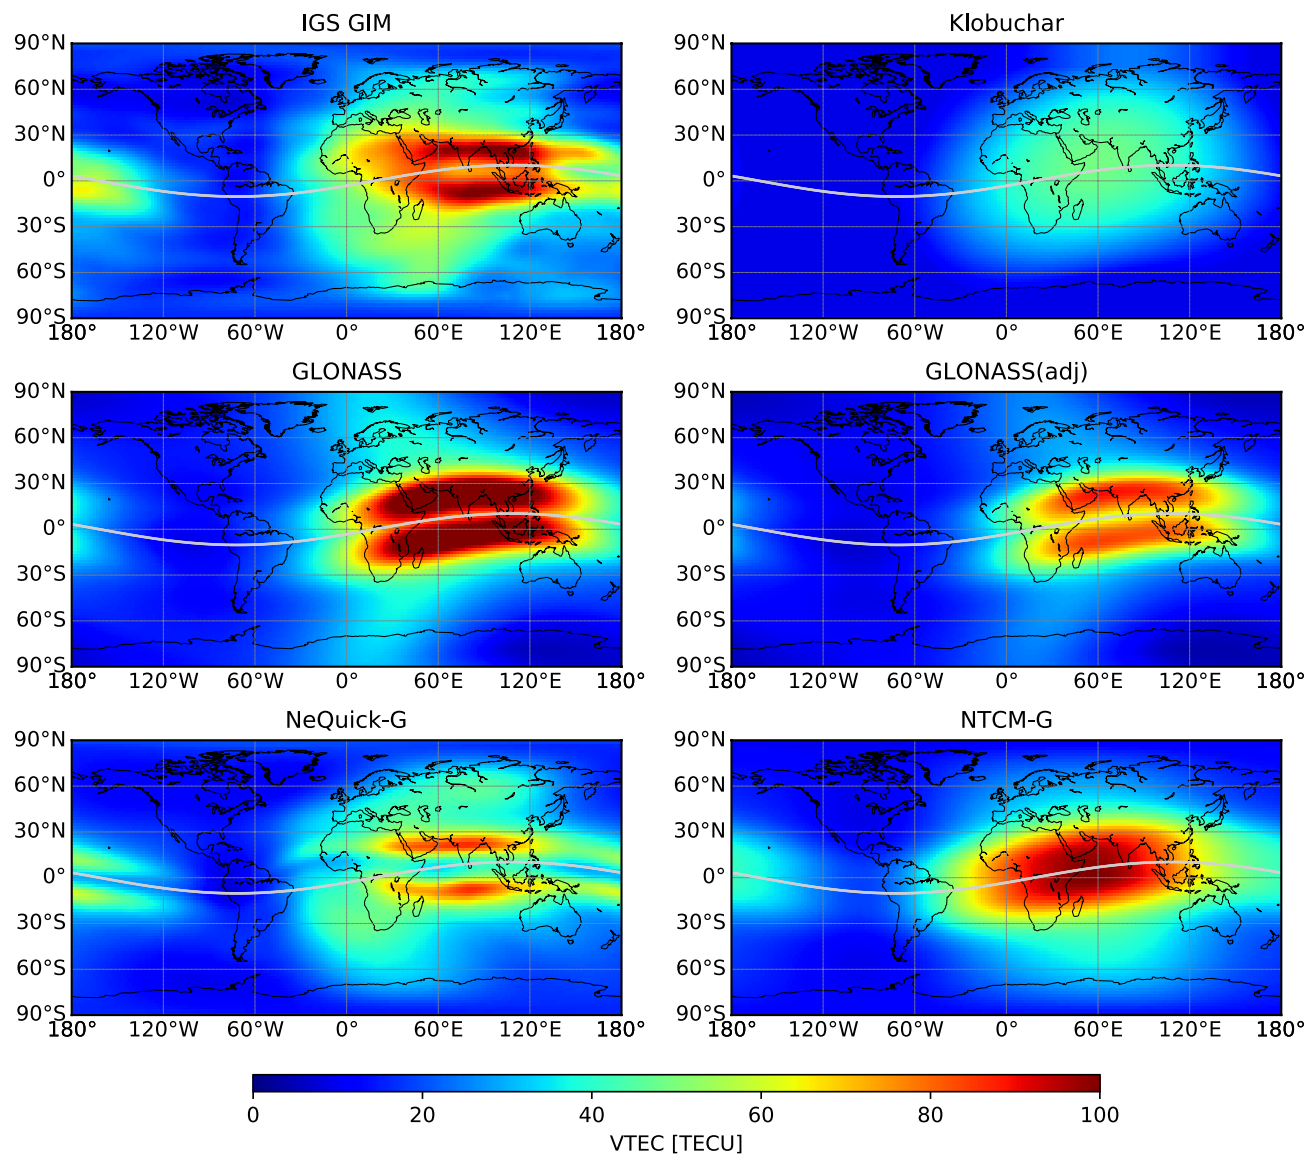 IGS GIM Klobuchar
90°N 90°N
60°N 60°N
30°N 30°N
0° 0°
30°S 30°S
60°S 60°S
90°S 90°S
180° 120°W 60°W 0° 60°E 120°E 180° 180° 120°W 60°W 0° 60°E 120°E 180°
GLONASS GLONASS(adj)
90°N 90°N
60°N 60°N
30°N 30°N
0° 0°
30°S 30°S
60°S 60°S
90°S 90°S
180° 120°W 60°W 0° 60°E 120°E 180° 180° 120°W 60°W 0° 60°E 120°E 180°
NeQuick-G NTCM-G
90°N 90°N
60°N 60°N
30°N 30°N
0° 0°
30°S 30°S
60°S 60°S
90°S 90°S
180° 120°W 60°W 0° 60°E 120°E 180° 180° 120°W 60°W 0° 60°E 120°E 180°
0 20 40 60 80 100
VTEC [TECU]